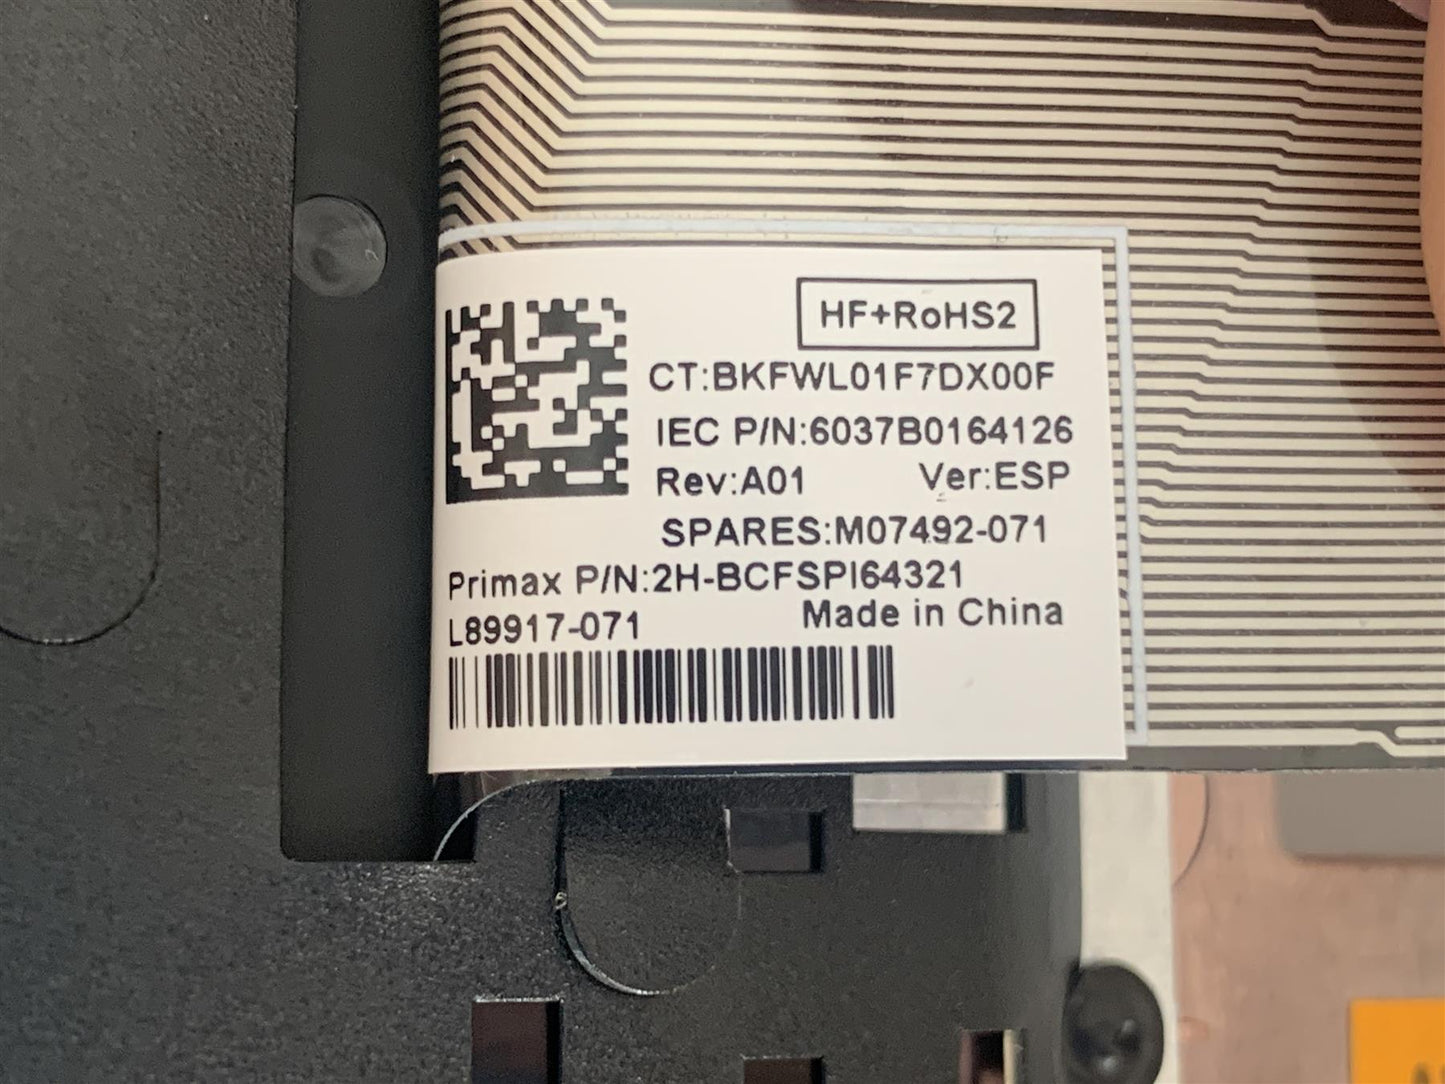 HF+RoHS2
CT:BKFWL01F7DX00F
IEC P/N:6037B0164126
Rev:A01 Ver:ESP
SPARES:M07492-071
Primax P/N:2H-BCFSPI64321
L89917-071 Made in China